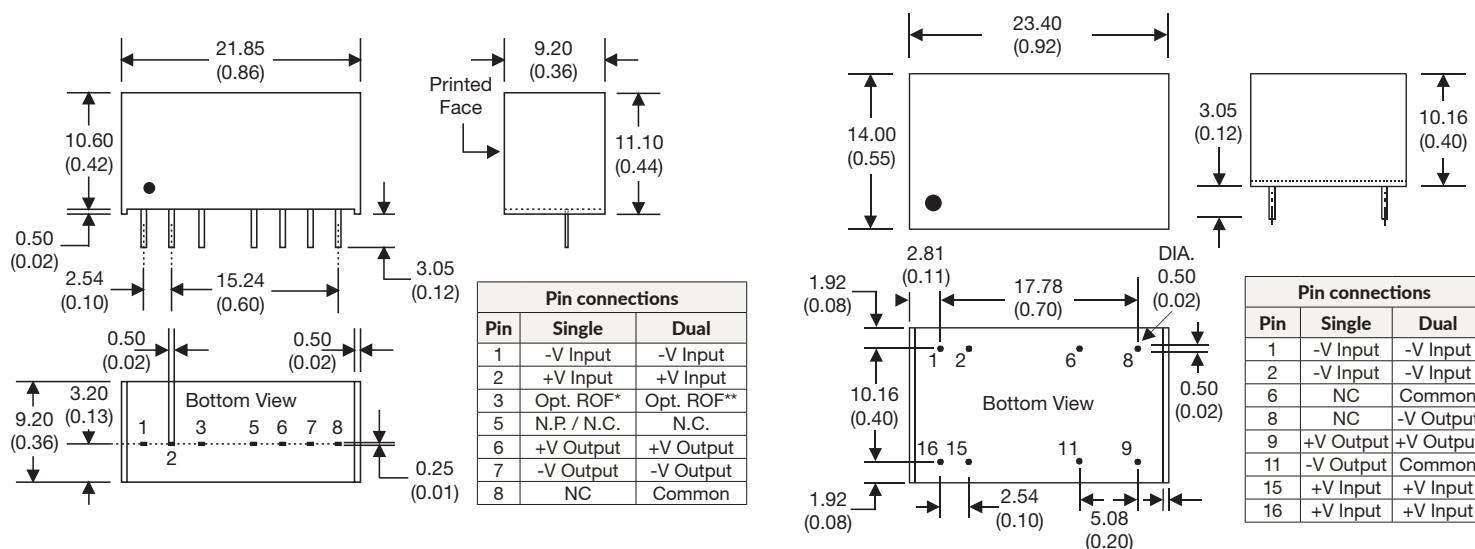 21.85
(0.86)
9.20
(0.36)
Printed
Face
10.60
(0.42)
11.10
(0.44)
0.50
(0.02)
2.54
(0.10)
15.24
(0.60)
3.05
(0.12)
0.50
(0.02)
0.50
(0.02)
9.20
(0.36)
3.20
(0.13)
Bottom View
1 3 5 6 7 8
2
0.25
(0.01)
Pin connections
Pin Single Dual
1 -V Input -V Input
2 +V Input +V Input
3 Opt. ROF* Opt. ROF**
5 N.P. / N.C. N.C.
6 +V Output +V Output
7 -V Output -V Output
8 NC Common
23.40
(0.92)
14.00
(0.55)
3.05
(0.12)
10.16
(0.40)
2.81
(0.11)
1.92
(0.08)
17.78
(0.70)
DIA.
0.50
(0.02)
1 2 6 8
10.16
(0.40)
Bottom View
0.50
(0.02)
16 15 11 9
1.92
(0.08)
2.54
(0.10)
5.08
(0.20)
Pin connections
Pin Single Dual
1 -V Input -V Input
2 -V Input -V Input
6 NC Common
8 NC -V Output
9 +V Output +V Output
11 -V Output Common
15 +V Input +V Input
16 +V Input +V Input